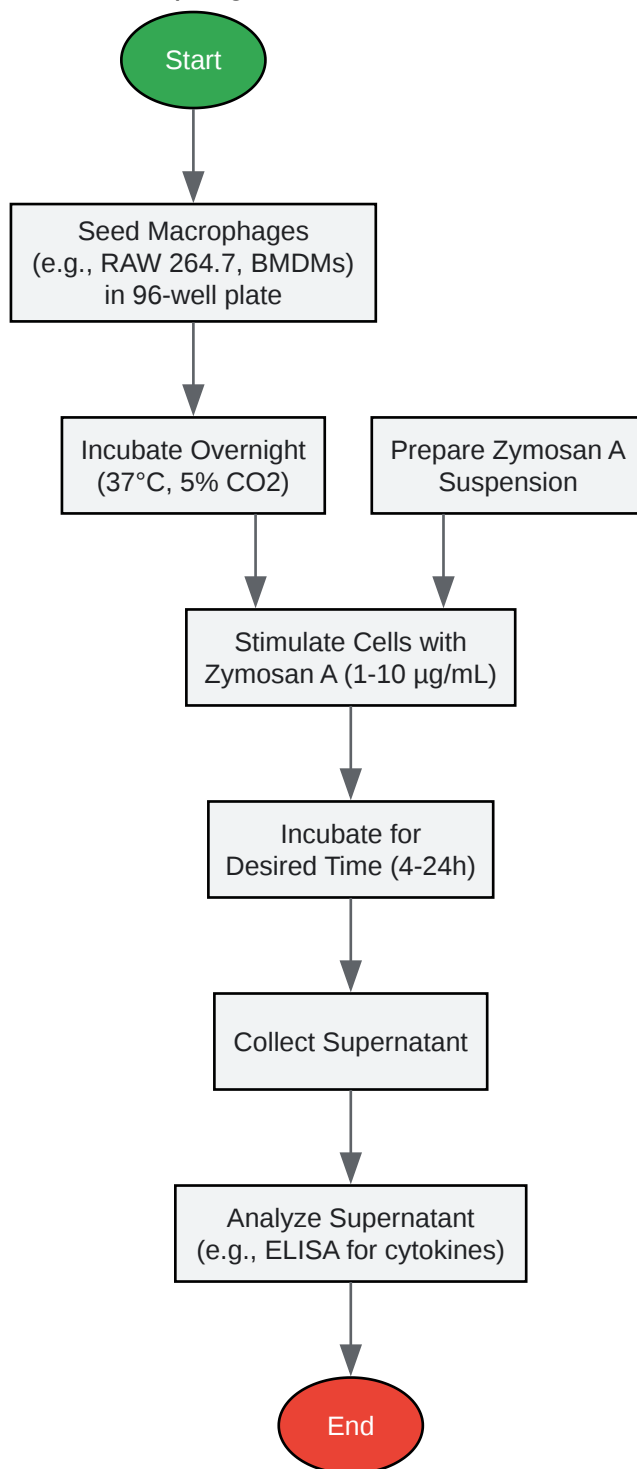 Start
Seed Macrophages
(e.g., RAW 264.7, BMDMs)
in 96-well plate
Incubate Overnight
(37°C, 5% CO2)
Prepare Zymosan A
Suspension
Stimulate Cells with
Zymosan A (1-10 µg/mL)
Incubate for
Desired Time (4-24h)
Collect Supernatant
Analyze Supernatant
(e.g., ELISA for cytokines)
End